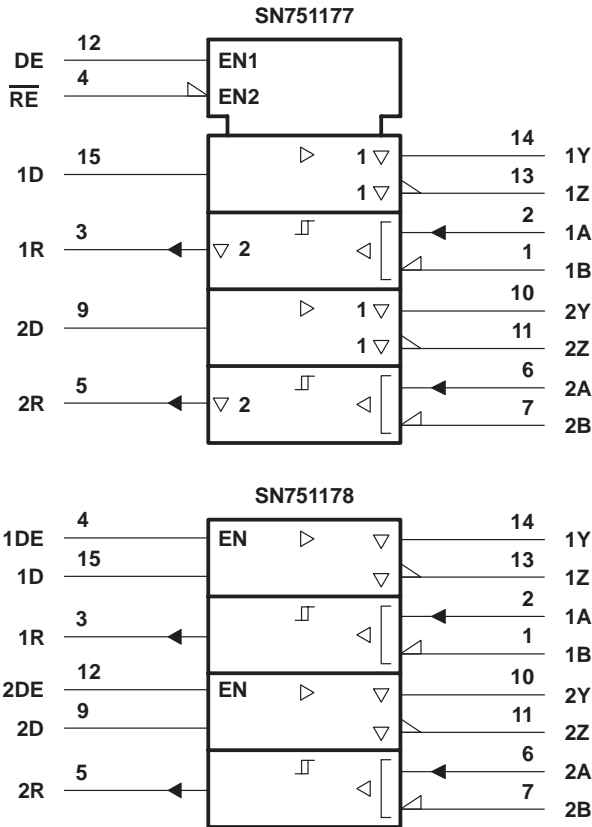 SN751177
DE 12 EN1
R̅E̅ 4 EN2
14 1Y
1D 15 1
13 1Z
1
2 1A
1R 3 2
1 1B
10 2Y
2D 9 1
11 2Z
1
6 2A
2R 5 2
7 2B
SN751178
1DE 4 EN 14 1Y
1D 15 13 1Z
2 1A
1R 3
1 1B
2DE 12 EN 10 2Y
2D 9 11 2Z
6 2A
2R 5
7 2B